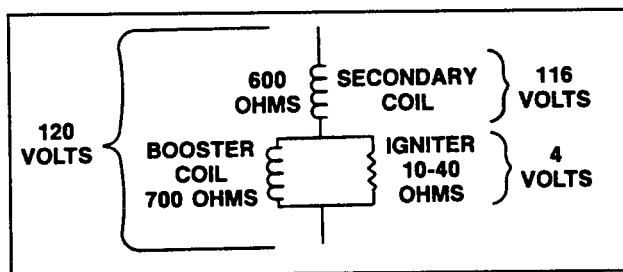 120
VOLTS
600
OHMS
SECONDARY
COIL
116
VOLTS
BOOSTER
COIL
700 OHMS
IGNITER
10-40
OHMS
4
VOLTS